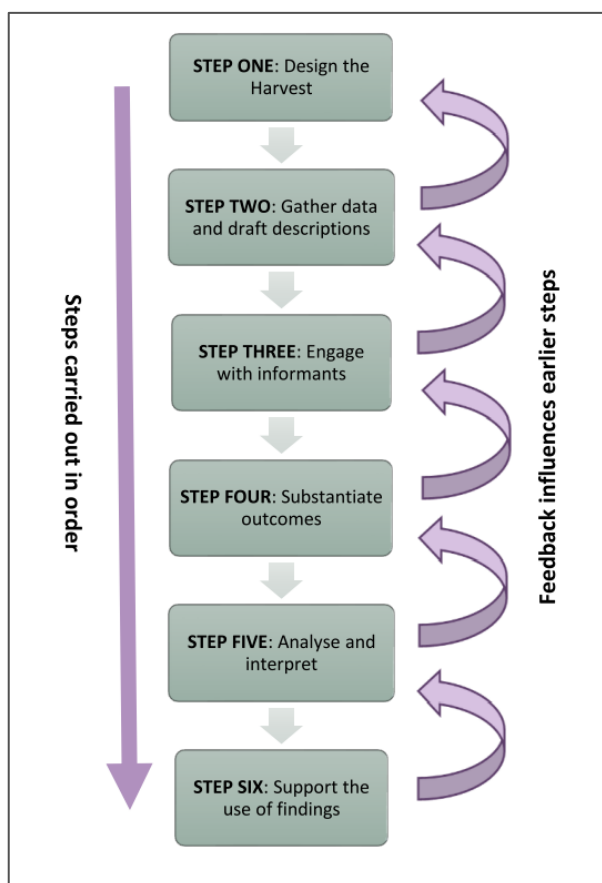 STEP ONE: Design the
Harvest
STEP TWO: Gather data
and draft descriptions
STEP THREE: Engage
with informants
STEP FOUR: Substantiate
outcomes
STEP FIVE: Analyse and
interpret
STEP SIX: Support the
use of findings
Steps carried out in order
Feedback influences earlier steps